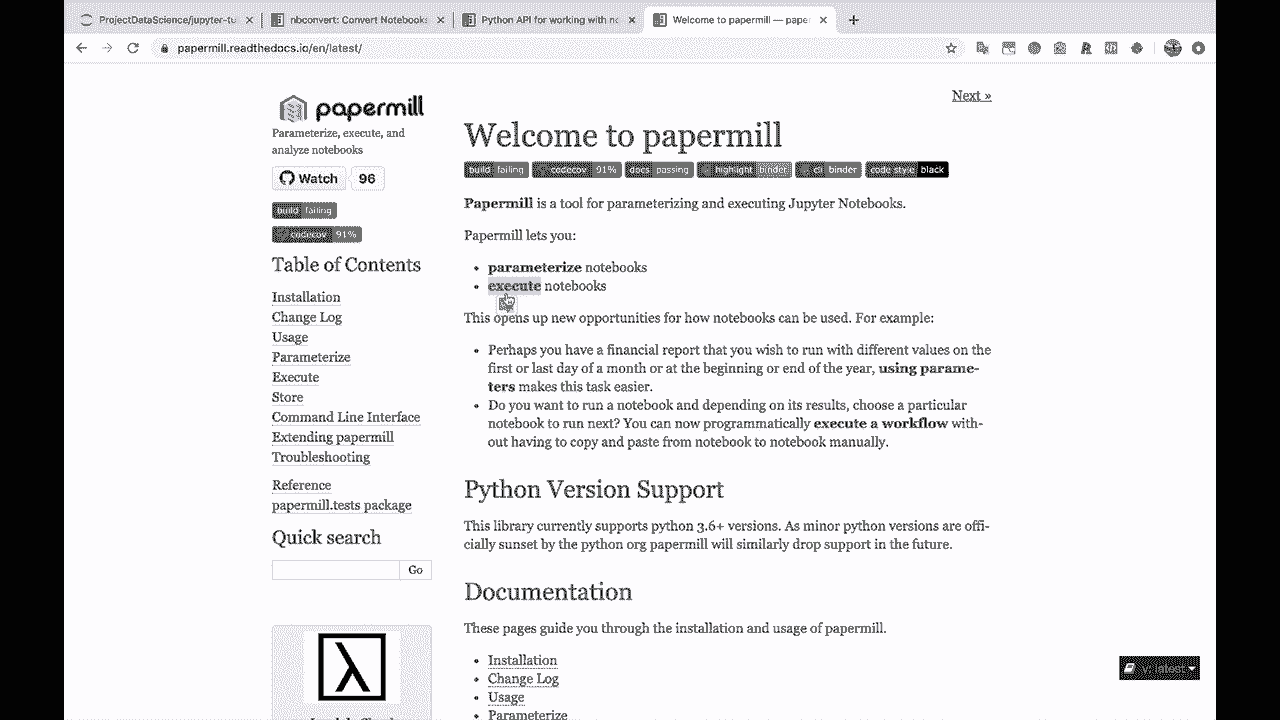 ProjectDataScience/jupyter-tu
nbconvert: Convert Notebooks
Python API for working with no
Welcome to papermill — pape
papermill.readthedocs.io/en/latest/
Next »
papermill
Parameterize, execute, and
analyze notebooks
Watch 96
build failing
codecov 91%
Table of Contents
Installation
Change Log
Usage
Parameterize
Execute
Store
Command Line Interface
Extending papermill
Troubleshooting
Reference
papermill.tests package
Quick search
Go
Welcome to papermill
build failing codecov 91% docs passing highlight binder cli binder code style black
Papermill is a tool for parameterizing and executing Jupyter Notebooks.
Papermill lets you:
parameterize notebooks
execute notebooks
This opens up new opportunities for how notebooks can be used. For example:
Perhaps you have a financial report that you wish to run with different values on the
first or last day of a month or at the beginning or end of the year, using parame-
ters makes this task easier.
Do you want to run a notebook and depending on its results, choose a particular
notebook to run next? You can now programmatically execute a workflow with-
out having to copy and paste from notebook to notebook manually.
Python Version Support
This library currently supports python 3.6+ versions. As minor python versions are offi-
cially sunset by the python org papermill will similarly drop support in the future.
Documentation
These pages guide you through the installation and usage of papermill.
Installation
Change Log
Usage
Parameterize
v: latest